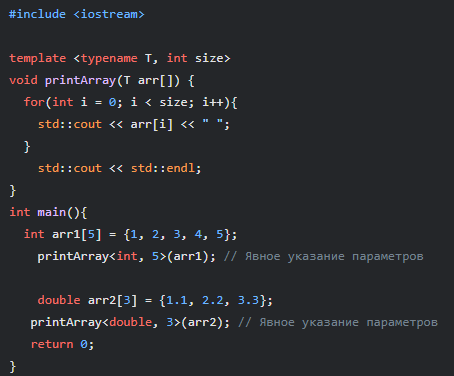 #include <iostream>

template <typename T, int size>
void printArray(T arr[]) {
  for(int i = 0; i < size; i++){
    std::cout << arr[i] << " ";
  }
    std::cout << std::endl;
}
int main(){
  int arr1[5] = {1, 2, 3, 4, 5};
    printArray<int, 5>(arr1); // Явное указание параметров

    double arr2[3] = {1.1, 2.2, 3.3};
   printArray<double, 3>(arr2); // Явное указание параметров
   return 0;
}